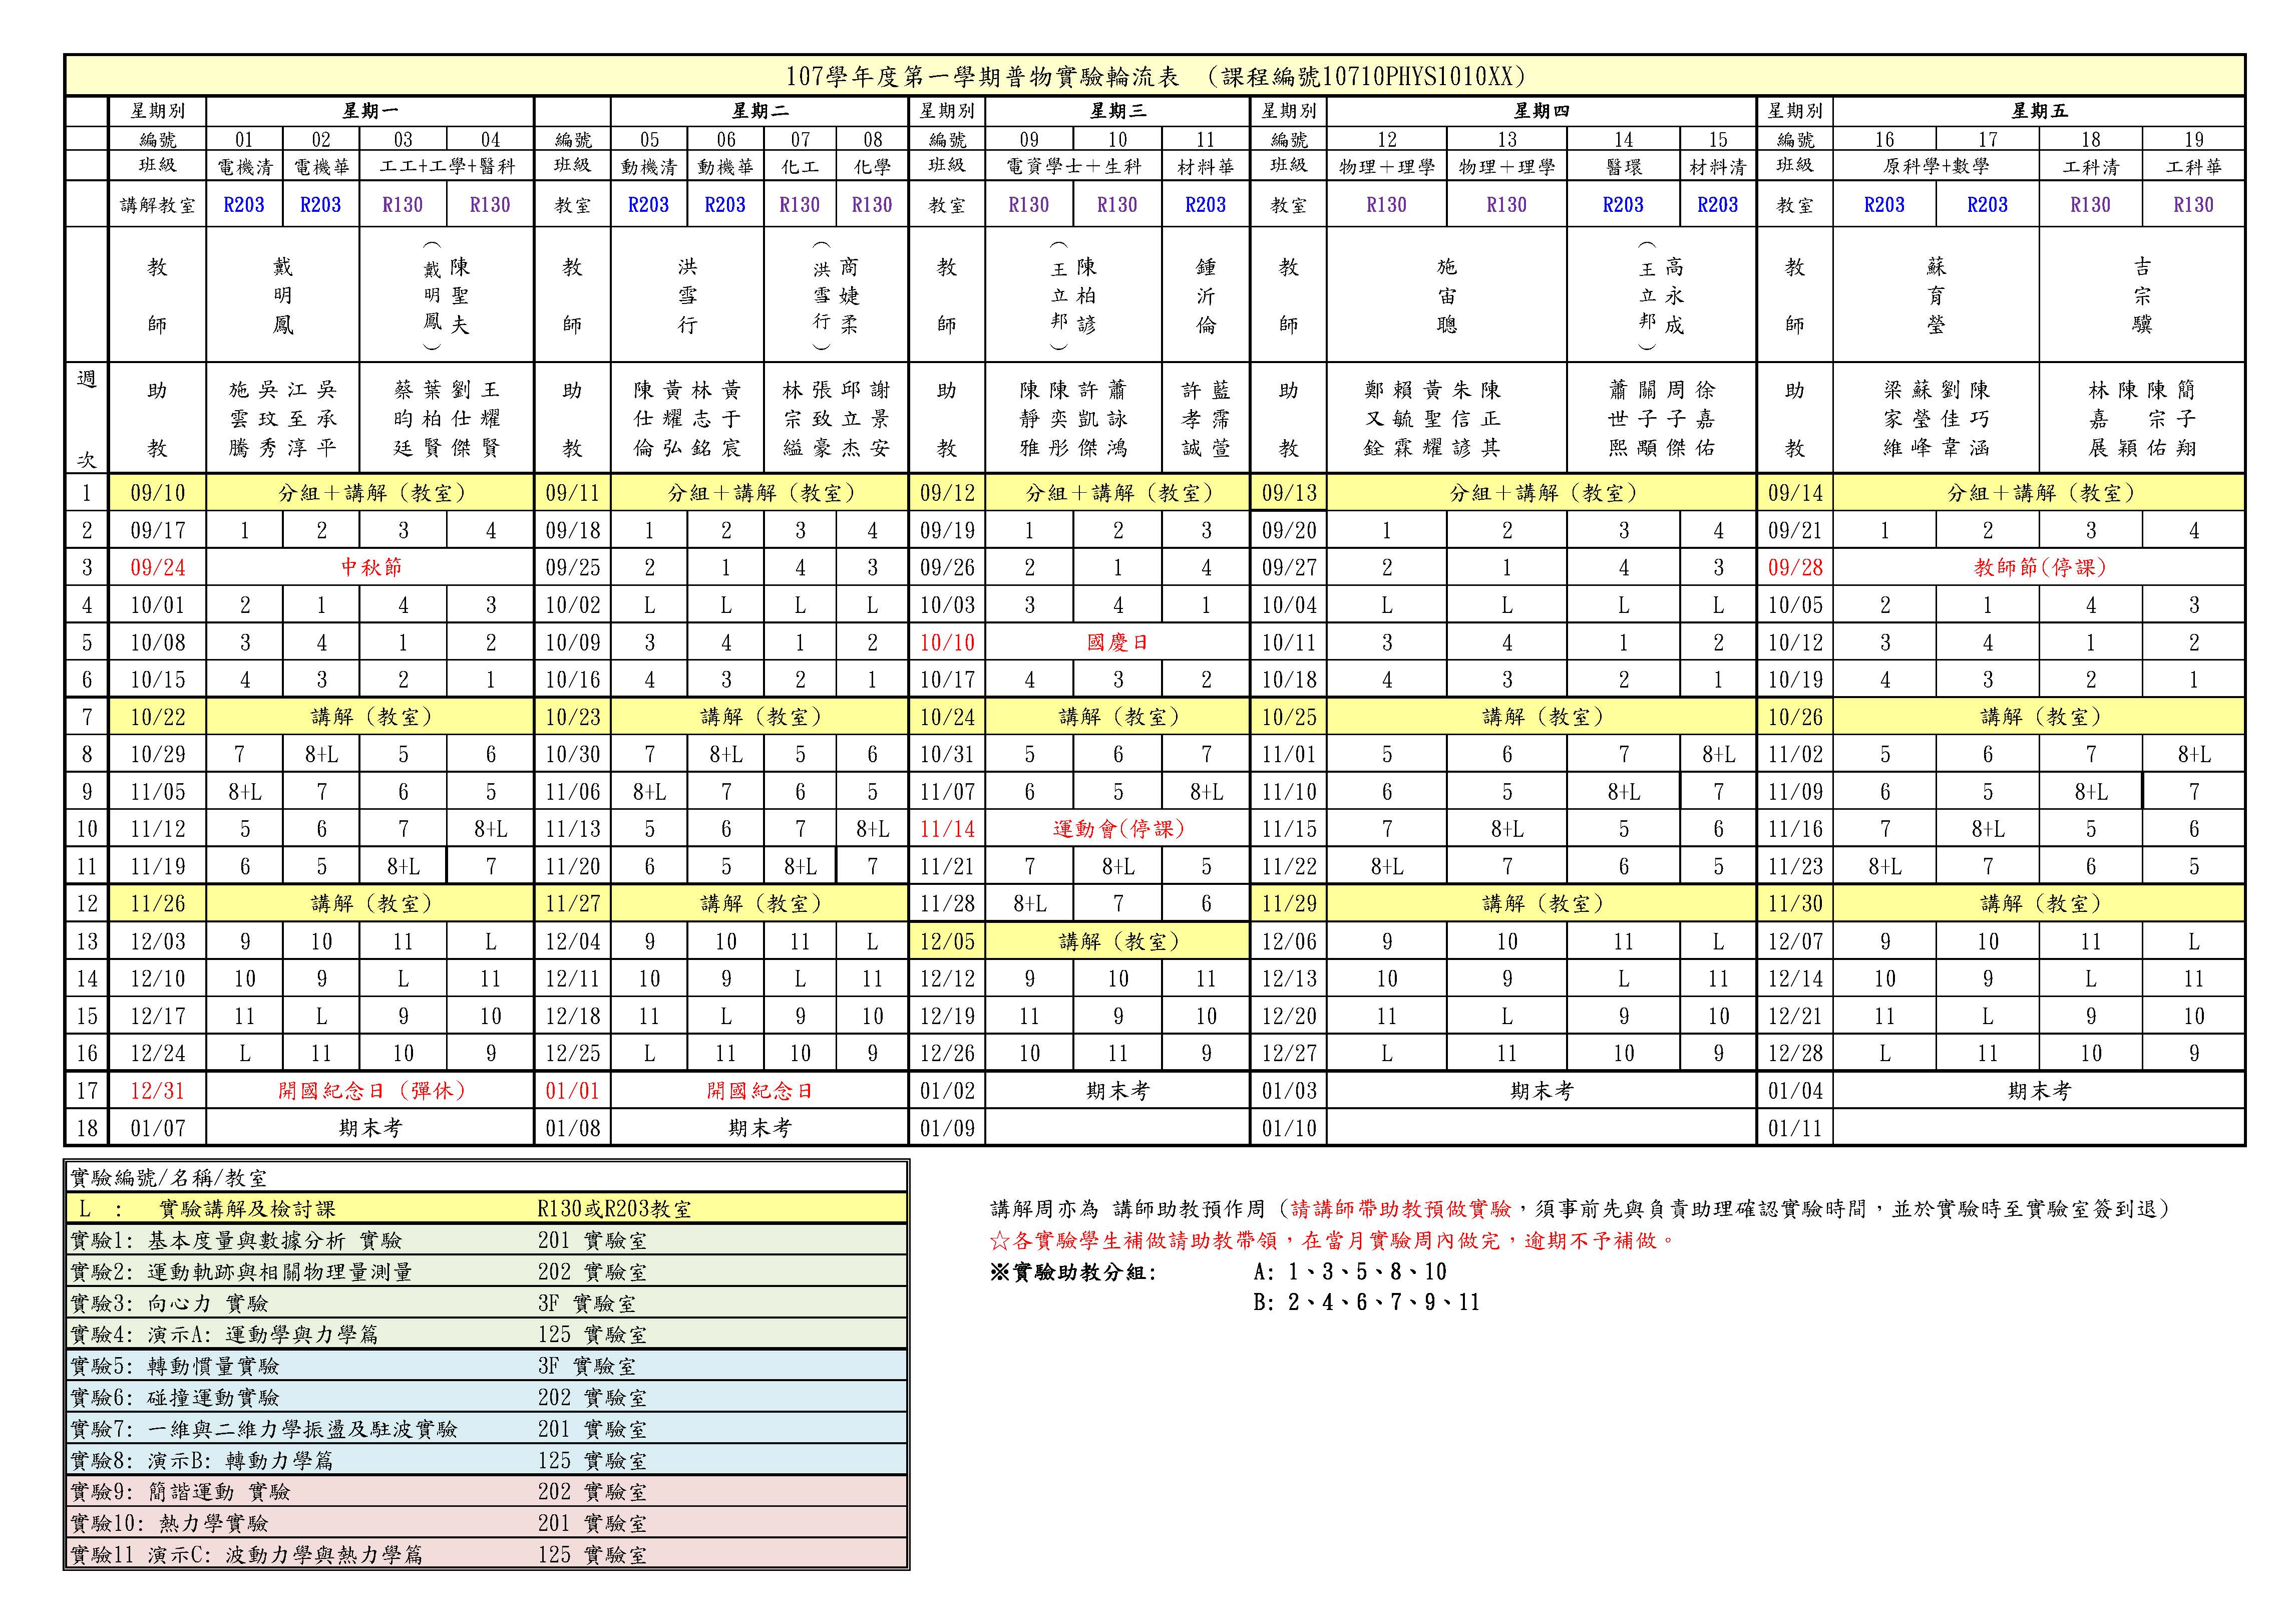 107學年度第一學期普物實驗輪流表 (課程編號10710PHYS1010XX)
星期別 星期一 星期二 星期別 星期三 星期別 星期四 星期別 星期五
編號 01 02 03 04 編號 05 06 07 08 編號 09 10 11 編號 12 13 14 15 編號 16 17 18 19
班級 電機清 電機華 工工+工學+醫科 班級 動機清 動機華 化工 化學 班級 電資學士+生科 材料華 班級 物理+理學 物理+理學 醫環 材料清 班級 原科學+數學 工科清 工科華
講解教室 R203 R203 R130 R130 教室 R203 R203 R130 R130 教室 R130 R130 R203 教室 R130 R130 R203 R203 教室 R203 R203 R130 R130
教師 戴明鳳 陳聖夫 (戴明鳳) 教師 洪雪行 商婕柔 (洪雪行) 教師 陳柏諺 (王立邦) 鍾沂倫 教師 施宙聰 高永成 (王立邦) 教師 蘇育瑩 吉宗驥
週次 助教 施雲騰 吳玟秀 江至淳 吳承平 蔡昀廷 葉柏賢 劉仕傑 王耀賢 助教 陳仕倫 黃耀弘 林志銘 黃于宸 林宗縊 張致豪 邱立杰 謝景安 助教 陳靜雅 陳奕彤 許凱傑 蕭詠鴻 許孝誠 藍霈萱 助教 鄭又銓 賴毓霖 黃聖耀 朱信諺 陳正其 蕭世熙 關子顒 周子傑 徐嘉佑 助教 梁家維 蘇瑩峰 劉佳韋 陳巧涵 林嘉展 陳穎 陳宗佑 簡子翔
1 09/10 分組+講解(教室) 09/11 分組+講解(教室) 09/12 分組+講解(教室) 09/13 分組+講解(教室) 09/14 分組+講解(教室)
2 09/17 1 2 3 4 09/18 1 2 3 4 09/19 1 2 3 09/20 1 2 3 4 09/21 1 2 3 4
3 09/24 中秋節 09/25 2 1 4 3 09/26 2 1 4 09/27 2 1 4 3 09/28 教師節(停課)
4 10/01 2 1 4 3 10/02 L L L L 10/03 3 4 1 10/04 L L L L 10/05 2 1 4 3
5 10/08 3 4 1 2 10/09 3 4 1 2 10/10 國慶日 10/11 3 4 1 2 10/12 3 4 1 2
6 10/15 4 3 2 1 10/16 4 3 2 1 10/17 4 3 2 10/18 4 3 2 1 10/19 4 3 2 1
7 10/22 講解(教室) 10/23 講解(教室) 10/24 講解(教室) 10/25 講解(教室) 10/26 講解(教室)
8 10/29 7 8+L 5 6 10/30 7 8+L 5 6 10/31 5 6 7 11/01 5 6 7 8+L 11/02 5 6 7 8+L
9 11/05 8+L 7 6 5 11/06 8+L 7 6 5 11/07 6 5 8+L 11/10 6 5 8+L 7 11/09 6 5 8+L 7
10 11/12 5 6 7 8+L 11/13 5 6 7 8+L 11/14 運動會(停課) 11/15 7 8+L 5 6 11/16 7 8+L 5 6
11 11/19 6 5 8+L 7 11/20 6 5 8+L 7 11/21 7 8+L 5 11/22 8+L 7 6 5 11/23 8+L 7 6 5
12 11/26 講解(教室) 11/27 講解(教室) 11/28 8+L 7 6 11/29 講解(教室) 11/30 講解(教室)
13 12/03 9 10 11 L 12/04 9 10 11 L 12/05 講解(教室) 12/06 9 10 11 L 12/07 9 10 11 L
14 12/10 10 9 L 11 12/11 10 9 L 11 12/12 9 10 11 12/13 10 9 L 11 12/14 10 9 L 11
15 12/17 11 L 9 10 12/18 11 L 9 10 12/19 11 9 10 12/20 11 L 9 10 12/21 11 L 9 10
16 12/24 L 11 10 9 12/25 L 11 10 9 12/26 10 11 9 12/27 L 11 10 9 12/28 L 11 10 9
17 12/31 開國紀念日(彈休) 01/01 開國紀念日 01/02 期末考 01/03 期末考 01/04 期末考
18 01/07 期末考 01/08 期末考 01/09 01/10 01/11
實驗編號/名稱/教室
L : 實驗講解及檢討課 R130或R203教室
實驗1: 基本度量與數據分析 實驗 201 實驗室
實驗2: 運動軌跡與相關物理量測量 202 實驗室
實驗3: 向心力 實驗 3F 實驗室
實驗4: 演示A: 運動學與力學篇 125 實驗室
實驗5: 轉動慣量實驗 3F 實驗室
實驗6: 碰撞運動實驗 202 實驗室
實驗7: 一維與二維力學振盪及駐波實驗 201 實驗室
實驗8: 演示B: 轉動力學篇 125 實驗室
實驗9: 簡諧運動 實驗 202 實驗室
實驗10: 熱力學實驗 201 實驗室
實驗11 演示C: 波動力學與熱力學篇 125 實驗室
講解周亦為 講師助教預作周(請講師帶助教預做實驗,須事前先與負責助理確認實驗時間,並於實驗時至實驗室簽到退)
☆各實驗學生補做請助教帶領,在當月實驗周內做完,逾期不予補做。
※實驗助教分組: A: 1、3、5、8、10
B: 2、4、6、7、9、11